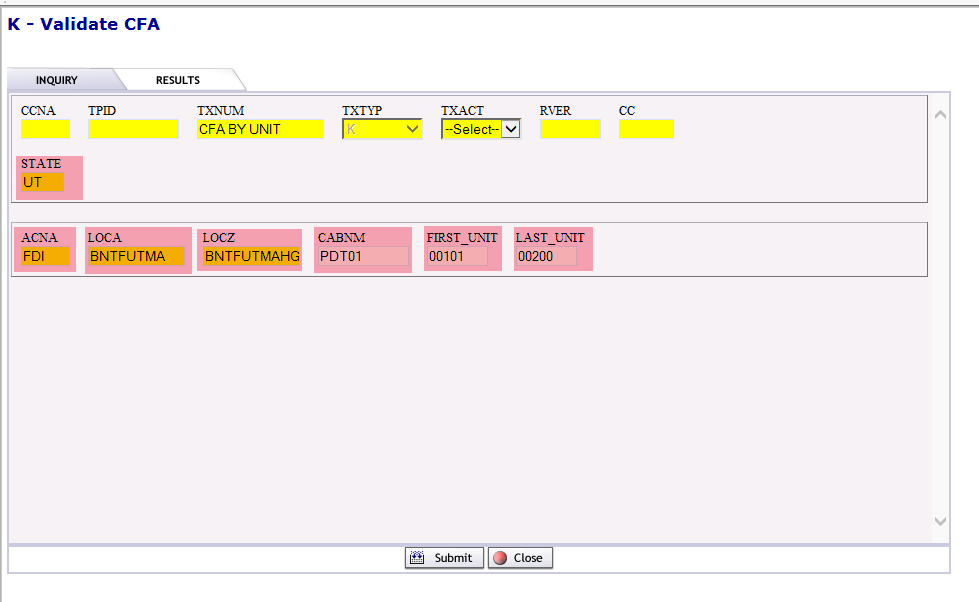 K - Validate CFA
INQUIRY RESULTS
CCNA TPID TXNUM TXTYP TXACT RVER CC
CFA BY UNIT K --Select--
STATE
UT
ACNA LOCA LOCZ CABNM FIRST_UNIT LAST_UNIT
FDI BNTFUTMA BNTFUTMAHG PDT01 00101 00200
Submit Close